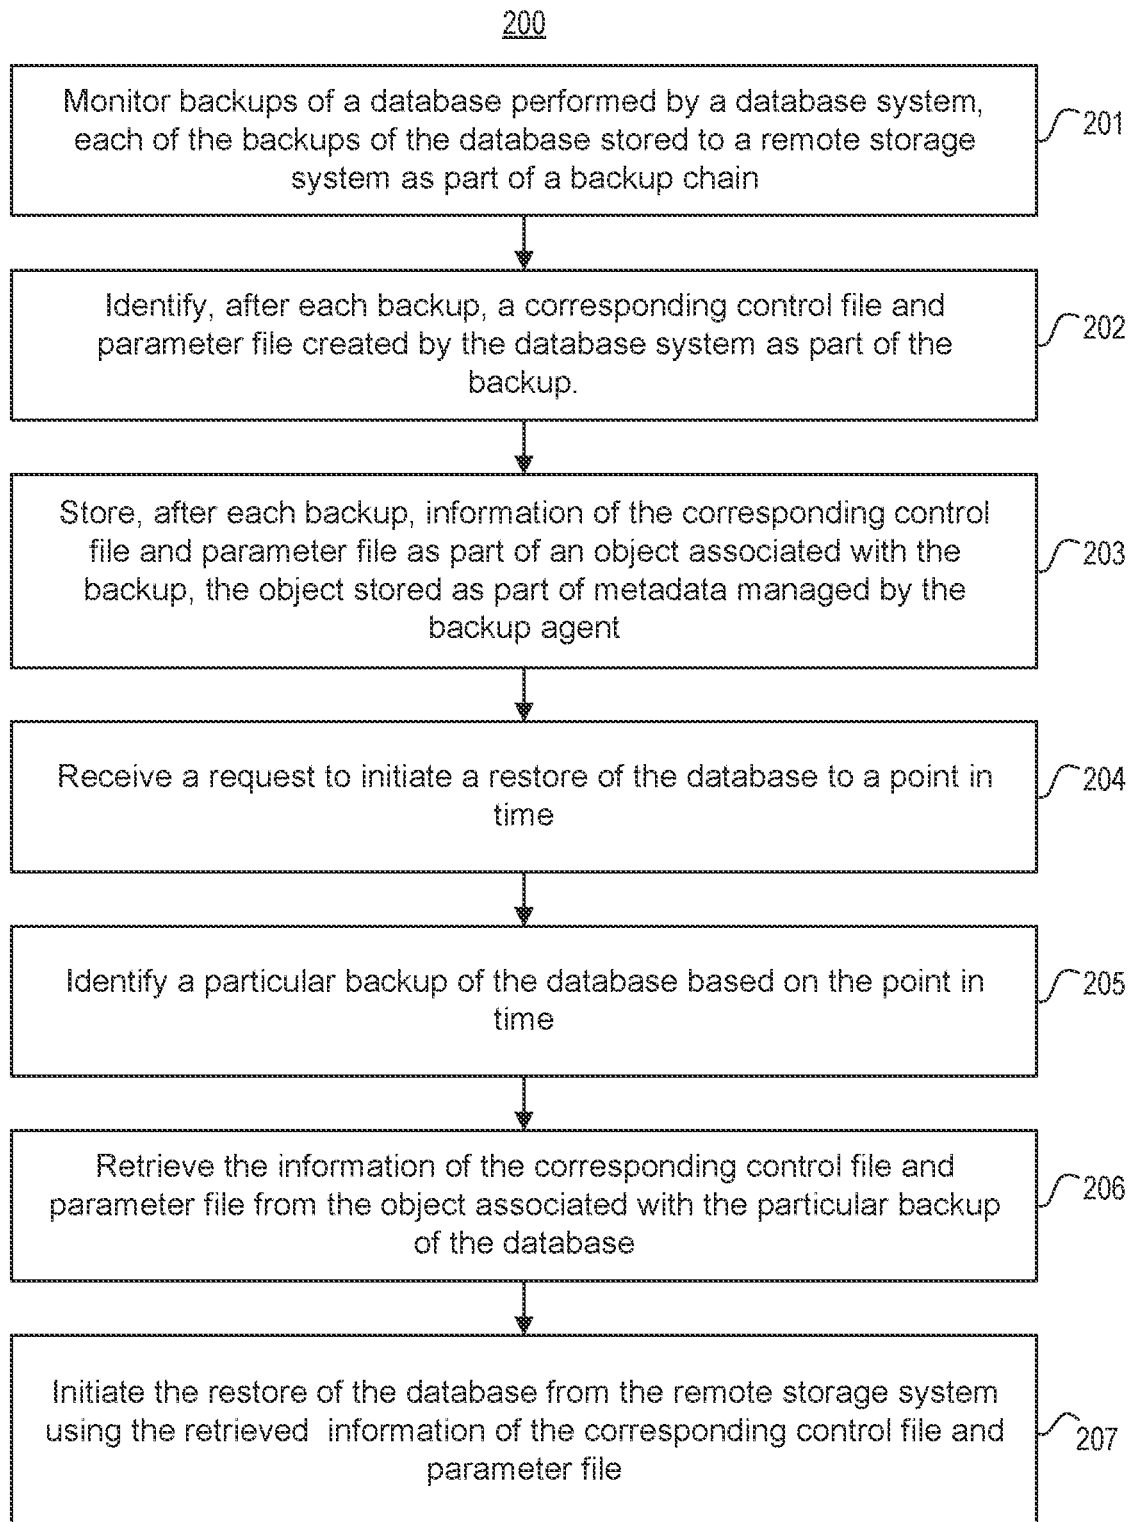 200
Monitor backups of a database performed by a database system,
each of the backups of the database stored to a remote storage
system as part of a backup chain
201
Identify, after each backup, a corresponding control file and
parameter file created by the database system as part of the
backup.
202
Store, after each backup, information of the corresponding control
file and parameter file as part of an object associated with the
backup, the object stored as part of metadata managed by the
backup agent
203
Receive a request to initiate a restore of the database to a point in
time
204
Identify a particular backup of the database based on the point in
time
205
Retrieve the information of the corresponding control file and
parameter file from the object associated with the particular backup
of the database
206
Initiate the restore of the database from the remote storage system
using the retrieved information of the corresponding control file and
parameter file
207